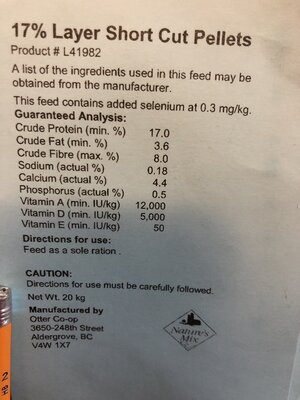 17% Layer Short Cut Pellets
Product # L41982
A list of the ingredients used in this feed may be
obtained from the manufacturer.
This feed contains added selenium at 0.3 mg/kg.
Guaranteed Analysis:
Crude Protein (min. %) 17.0
Crude Fat (min. %) 3.6
Crude Fibre (max. %) 8.0
Sodium (actual %) 0.18
Calcium (actual %) 4.4
Phosphorus (actual %) 0.5
Vitamin A (min. IU/kg) 12,000
Vitamin D (min. IU/kg) 5,000
Vitamin E (min. IU/kg) 50
Directions for use:
Feed as a sole ration .
CAUTION:
Directions for use must be carefully followed.
Net Wt. 20 kg
Manufactured by
Otter Co-op
3650-248th Street
Aldergrove, BC
V4W 1X7
Nature's
Mix
HB 2